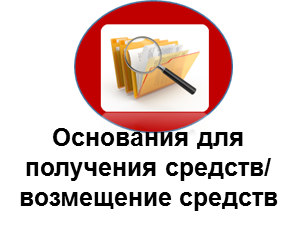 Основания для
получения средств/
возмещение средств